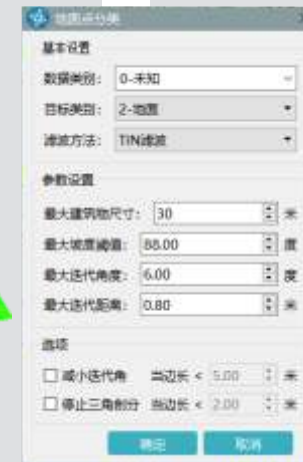 地面点分类
基本设置
数据类别: 0-未知
目标类别: 2-地面
滤波方法: TIN滤波
参数设置
最大建筑物尺寸: 30 米
最大坡度阈值: 88.00 度
最大迭代角度: 6.00 度
最大迭代距离: 0.80 米
选项
减小迭代角 当边长 < 5.00 米
停止三角剖分 当边长 < 2.00 米
确定 取消